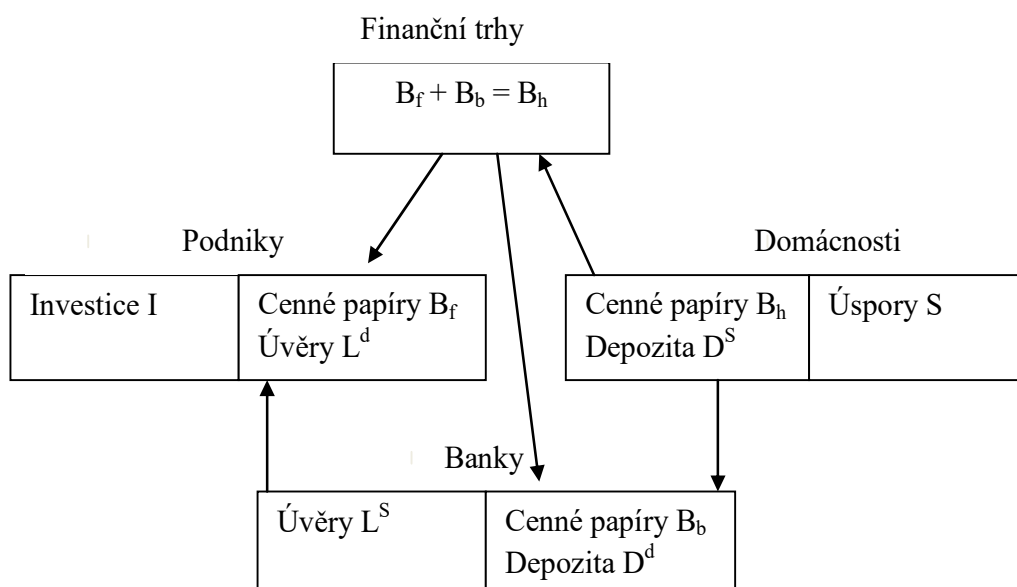 Finanční trhy
B_f + B_b = B_h
Podniky
Domácnosti
Investice I
Cenné papíry B_f
Úvěry L^d
Cenné papíry B_h
Depozita D^S
Úspory S
Banky
Úvěry L^S
Cenné papíry B_b
Depozita D^d